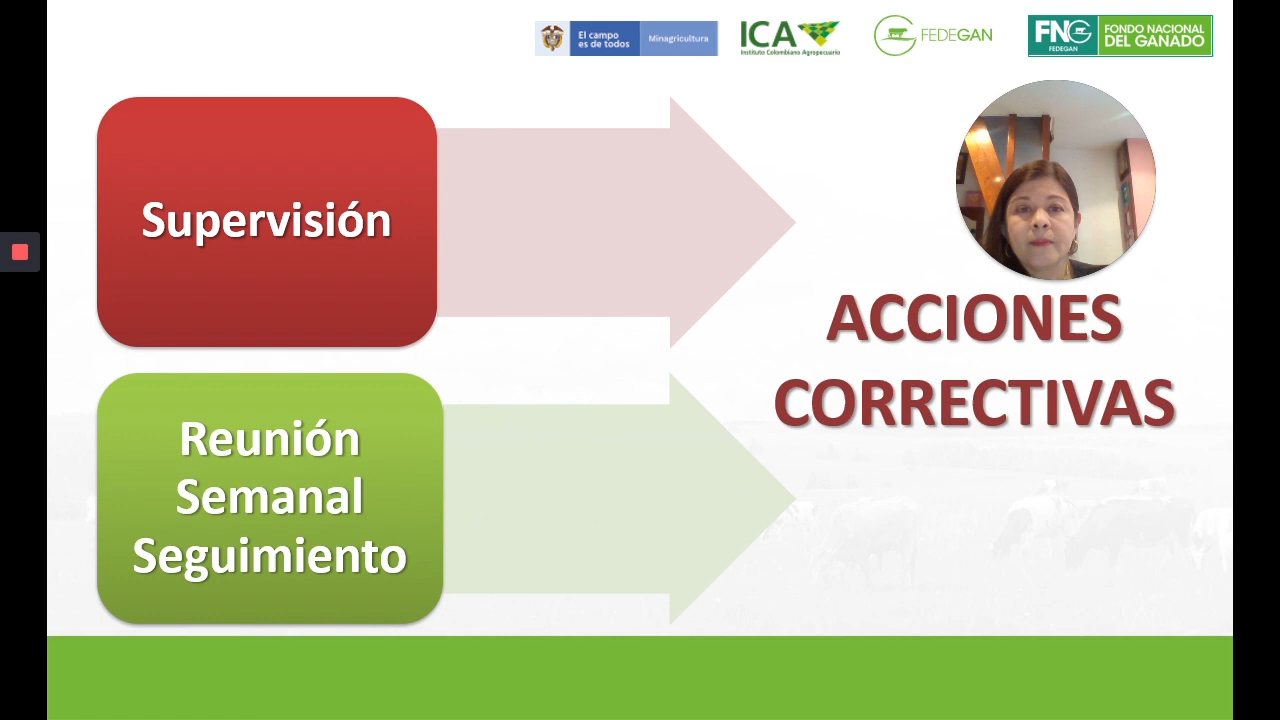 El campo
es de todos
Minagricultura
ICA
Instituto Colombiano Agropecuario
FEDEGAN
FNG
FEDEGAN
FONDO NACIONAL
DEL GANADO
Supervisión
ACCIONES
CORRECTIVAS
Reunión
Semanal
Seguimiento